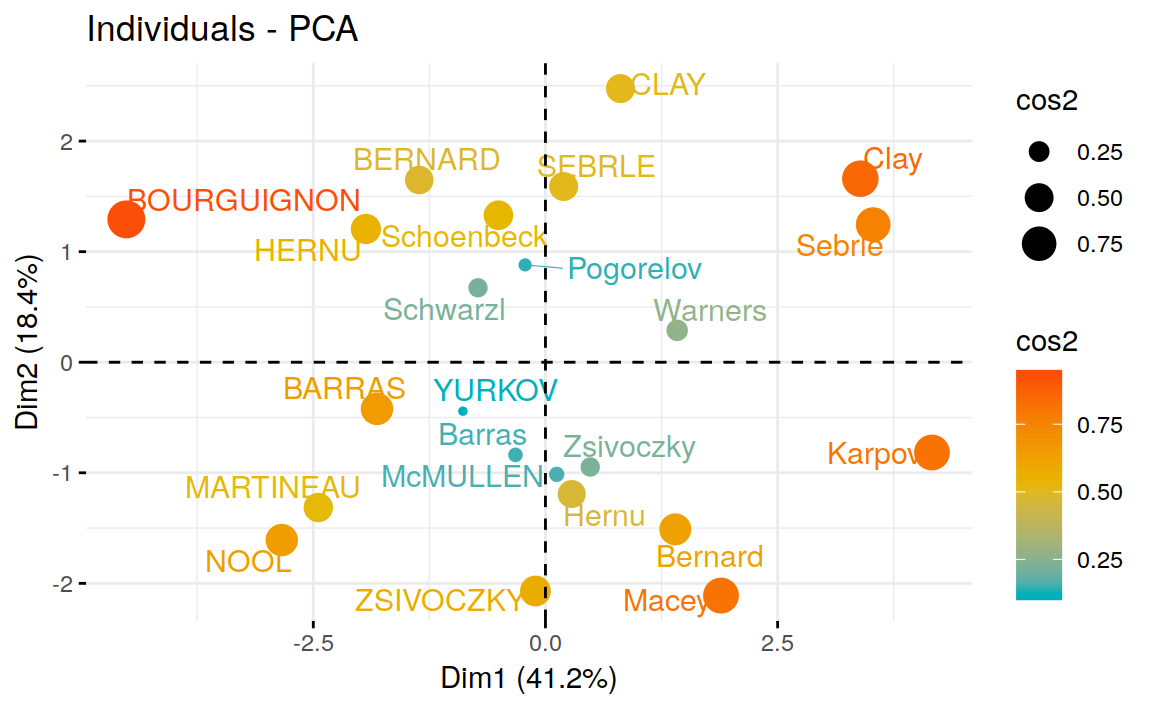 Individuals - PCA
CLAY
BERNARD
SEBRLE
Clay
BOURGUIGNON
Schoenbeck
HERNU
Sebrle
Pogorelov
Schwarzl
Warners
BARRAS
YURKOV
Barras
Zsivoczky
Karpov
McMULLEN
MARTINEAU
Hernu
Bernard
NOOL
ZSIVOCZKY
Macey
2
1
0
-1
-2
Dim2 (18.4%)
-2.5
0.0
2.5
Dim1 (41.2%)
cos2
0.25
0.50
0.75
cos2
0.75
0.50
0.25